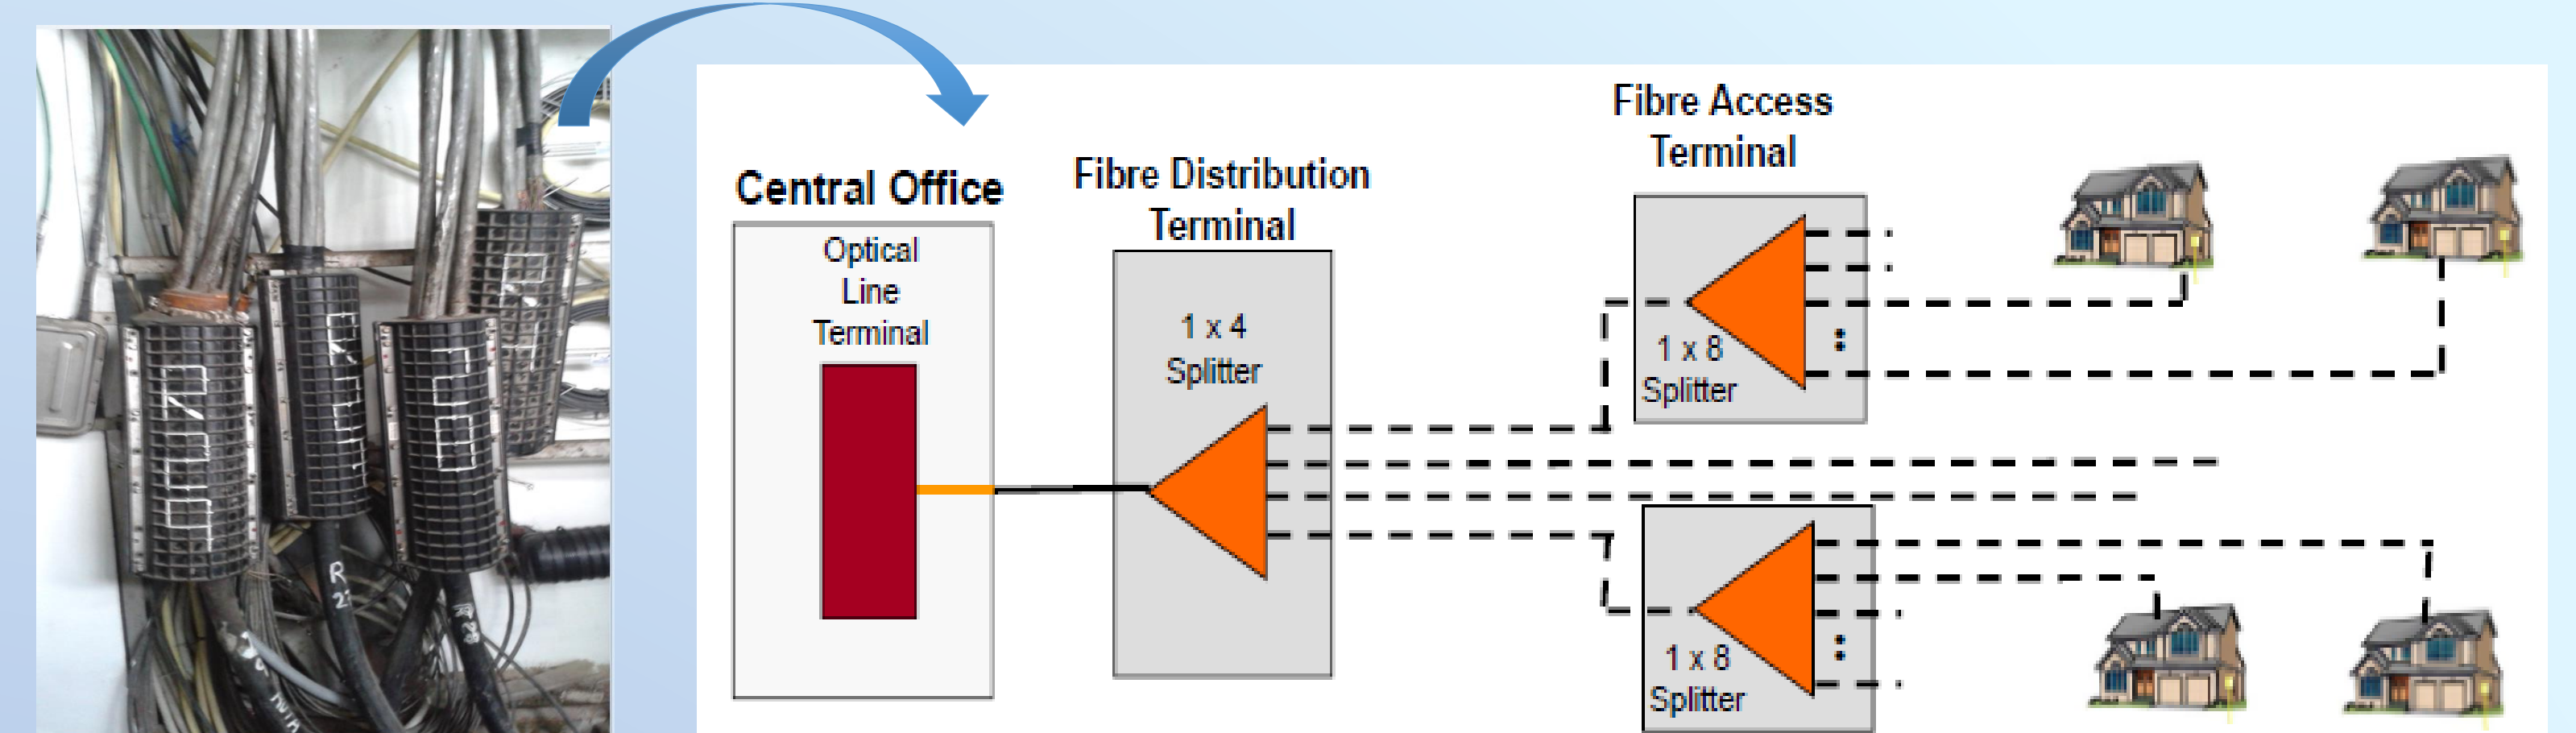 R
Central Office
Optical
Line
Terminal
Fibre Distribution
Terminal
1 x 4
Splitter
Fibre Access
Terminal
1 x 8
Splitter
1 x 8
Splitter